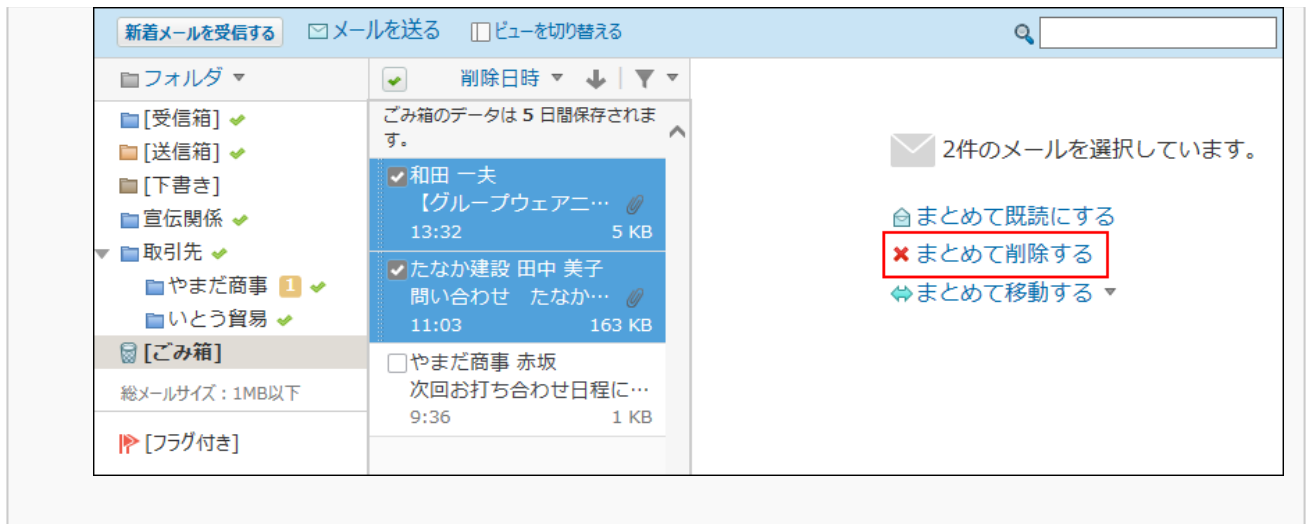 新着メールを受信する メールを送る ビューを切り替える
フォルダ
[受信箱]
[送信箱]
[下書き]
宣伝関係
取引先
やまだ商事 1
いとう貿易
[ごみ箱]
総メールサイズ：1MB以下
[フラグ付き]
削除日時
ごみ箱のデータは 5 日間保存されま
す。
和田 一夫
【グループウェアニ…
13:32 5 KB
たなか建設 田中 美子
問い合わせ　たなか…
11:03 163 KB
やまだ商事 赤坂
次回お打ち合わせ日程に…
9:36 1 KB
2件のメールを選択しています。
まとめて既読にする
まとめて削除する
まとめて移動する